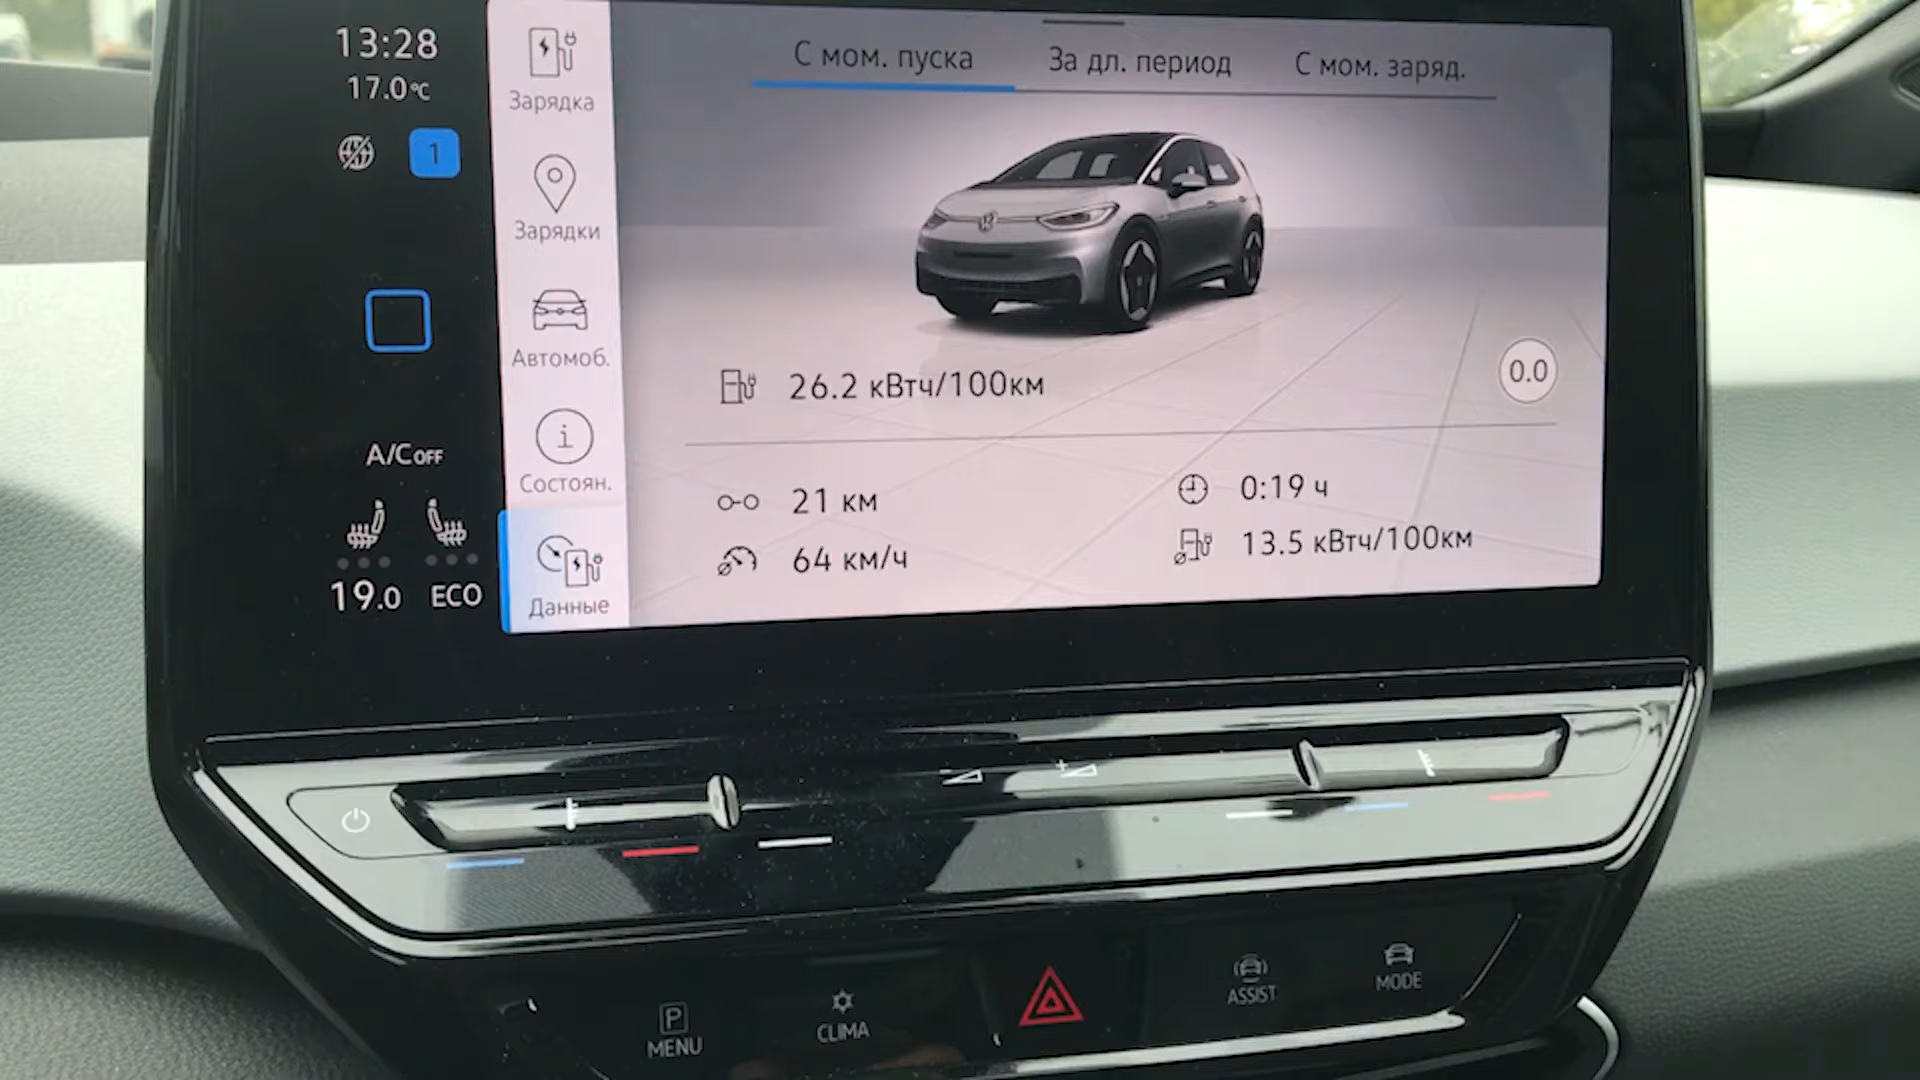 13:28
17.0°C
1
A/C OFF
19.0 ECO
Зарядка
Зарядки
Автомоб.
Состоян.
Данные
С мом. пуска
За дл. период
С мом. заряд.
26.2 кВтч/100км
0.0
21 км
0:19 ч
64 км/ч
13.5 кВтч/100км
P
MENU
CLIMA
ASSIST
MODE